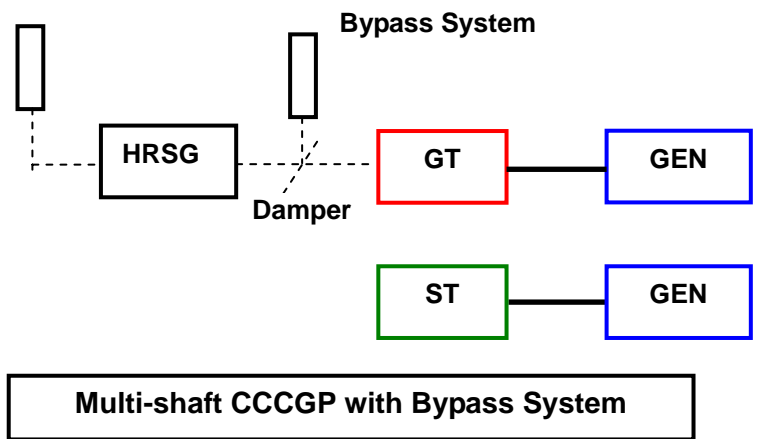 Bypass System
HRSG
GT
GEN
Damper
ST
GEN
Multi-shaft CCCGP with Bypass System